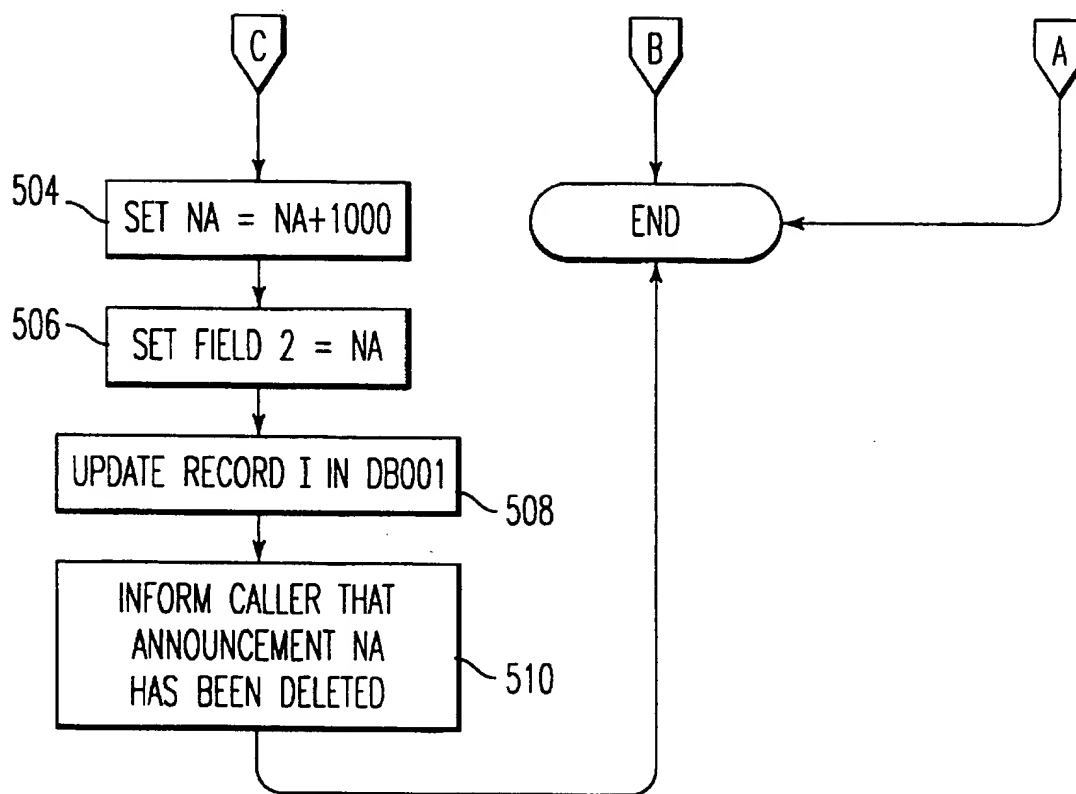 C
B
A
504
SET NA = NA+1000
END
506
SET FIELD 2 = NA
UPDATE RECORD I IN DB001
508
INFORM CALLER THAT
ANNOUNCEMENT NA
HAS BEEN DELETED
510